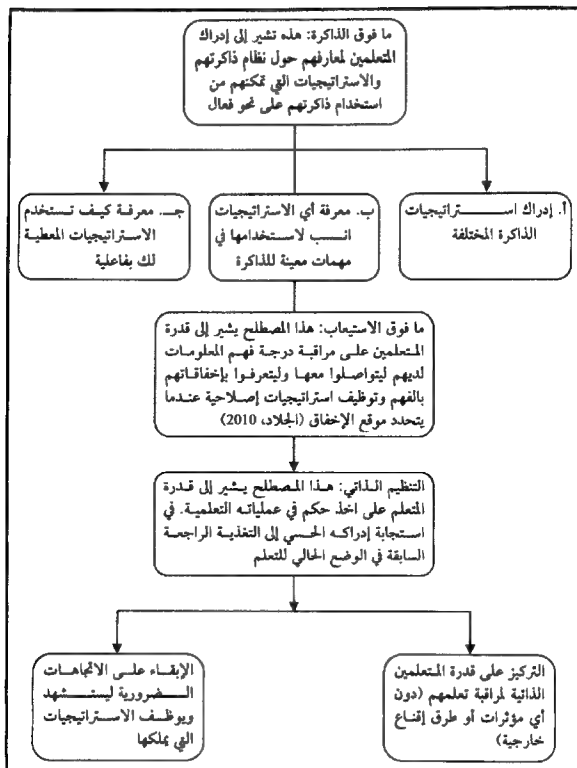 ما فوق الذاكرة: هذه تشير إلى إدراك
المتعلمين لمعارفهم حول نظام ذاكرتهم
والاستراتيجيات التي تمكنهم من
استخدام ذاكرتهم على نحو فعال
أ. إدراك استراتيجيات
الذاكرة المختلفة
ب. معرفة أي الاستراتيجيات
انسب لاستخدامها في
مهمات معينة للذاكرة
جـ. معرفة كيف تستخدم
الاستراتيجيات المعطية
لك بفاعلية
ما فوق الاستيعاب: هذا المصطلح يشير إلى قدرة
المتعلمين على مراقبة درجة فهم المعلومات
لديهم ليتواصلوا معها وليتعرفوا بإخفاقاتهم
بالفهم وتوظيف استراتيجيات إصلاحية عندما
يتحدد موقع الإخفاق (الجلاد، 2010)
التنظيم الذاتي: هذا المصطلح يشير إلى قدرة
المتعلم على اخذ حكم في عملياته التعلمية. في
استجابة إدراكه الحسي إلى التغذية الراجعة
السابقة في الوضع الحالي للتعلم
التركيز على قدرة المتعلمين
الذاتية لمراقبة تعلمهم (دون
أي مؤثرات أو طرق إقناع
خارجية)
الإبقاء على الاتجاهات
الضرورية ليستشهد
ويوظف الاستراتيجيات
التي يملكها